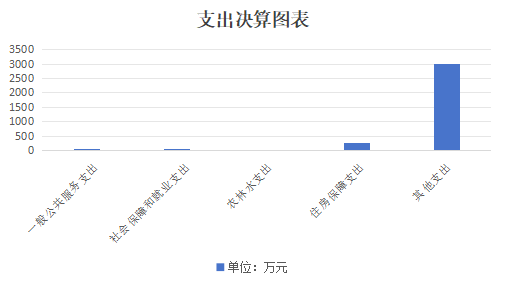 支出决算图表
3500
3000
2500
2000
1500
1000
500
0
一般公共服务支出
社会保障和就业支出
农林水支出
住房保障支出
其他支出
单位：万元